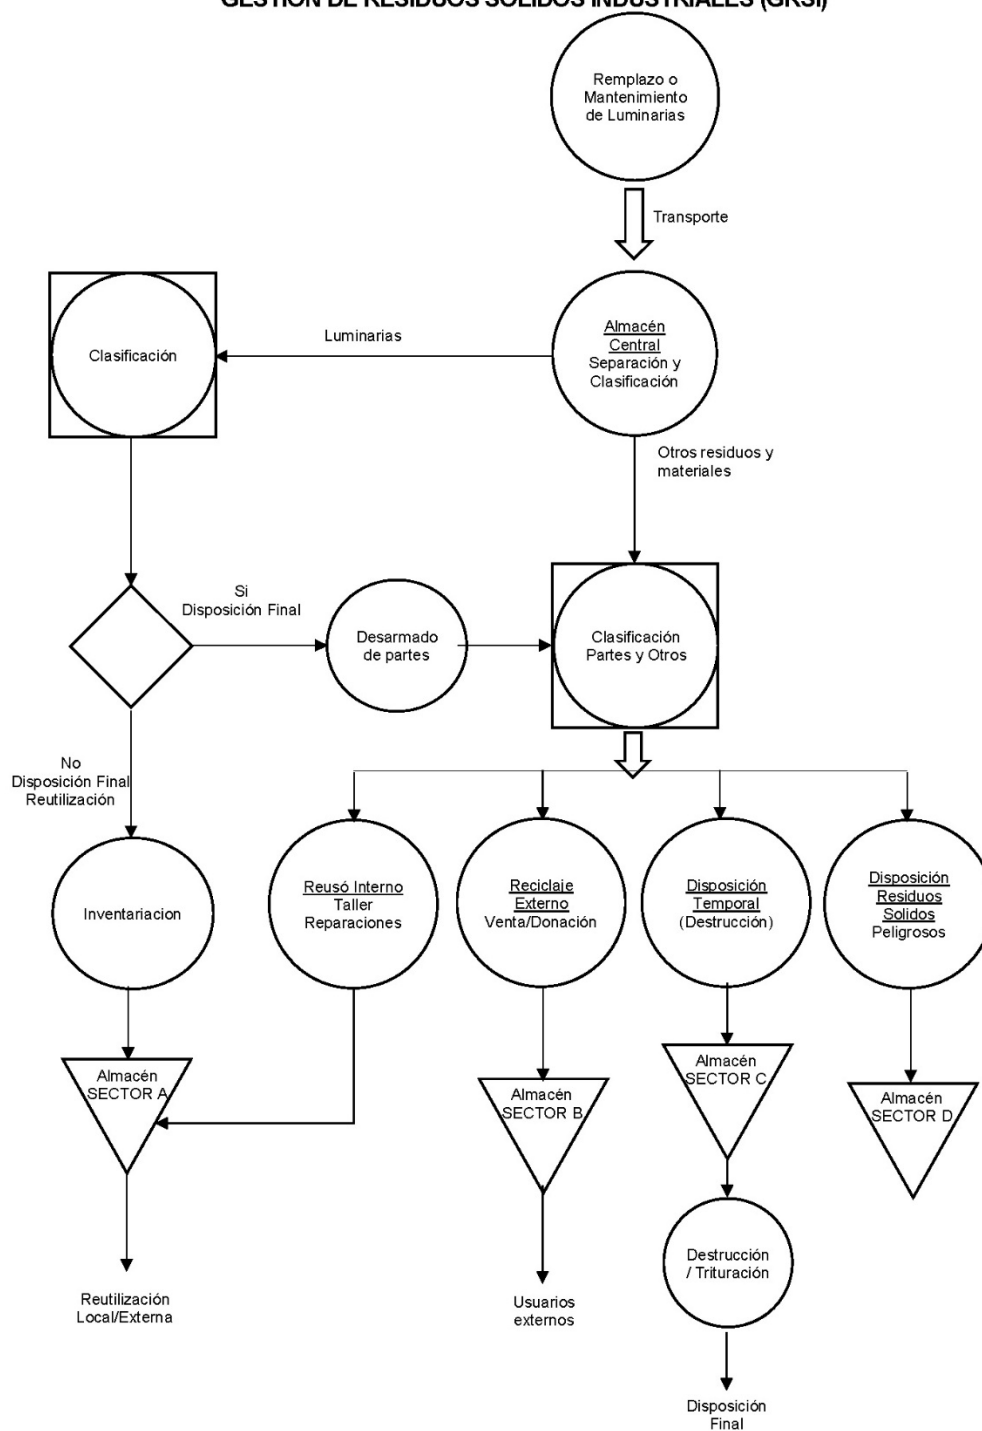 GESTION DE RESIDUOS SOLIDOS INDUSTRIALES (GRSI)
Remplazo o
Mantenimiento
de Luminarias
Transporte
Almacén
Central
Separación y
Clasificación
Luminarias
Clasificación
Otros residuos y
materiales
Si
Disposición Final
Desarmado
de partes
Clasificación
Partes y Otros
No
Disposición Final
Reutilización
Inventariacion
Reusó Interno
Taller
Reparaciones
Reciclaje
Externo
Venta/Donación
Disposición
Temporal
(Destrucción)
Disposición
Residuos
Solidos
Peligrosos
Almacén
SECTOR A
Almacén
SECTOR B
Almacén
SECTOR C
Almacén
SECTOR D
Destrucción
/ Trituración
Reutilización
Local/Externa
Usuarios
externos
Disposición
Final